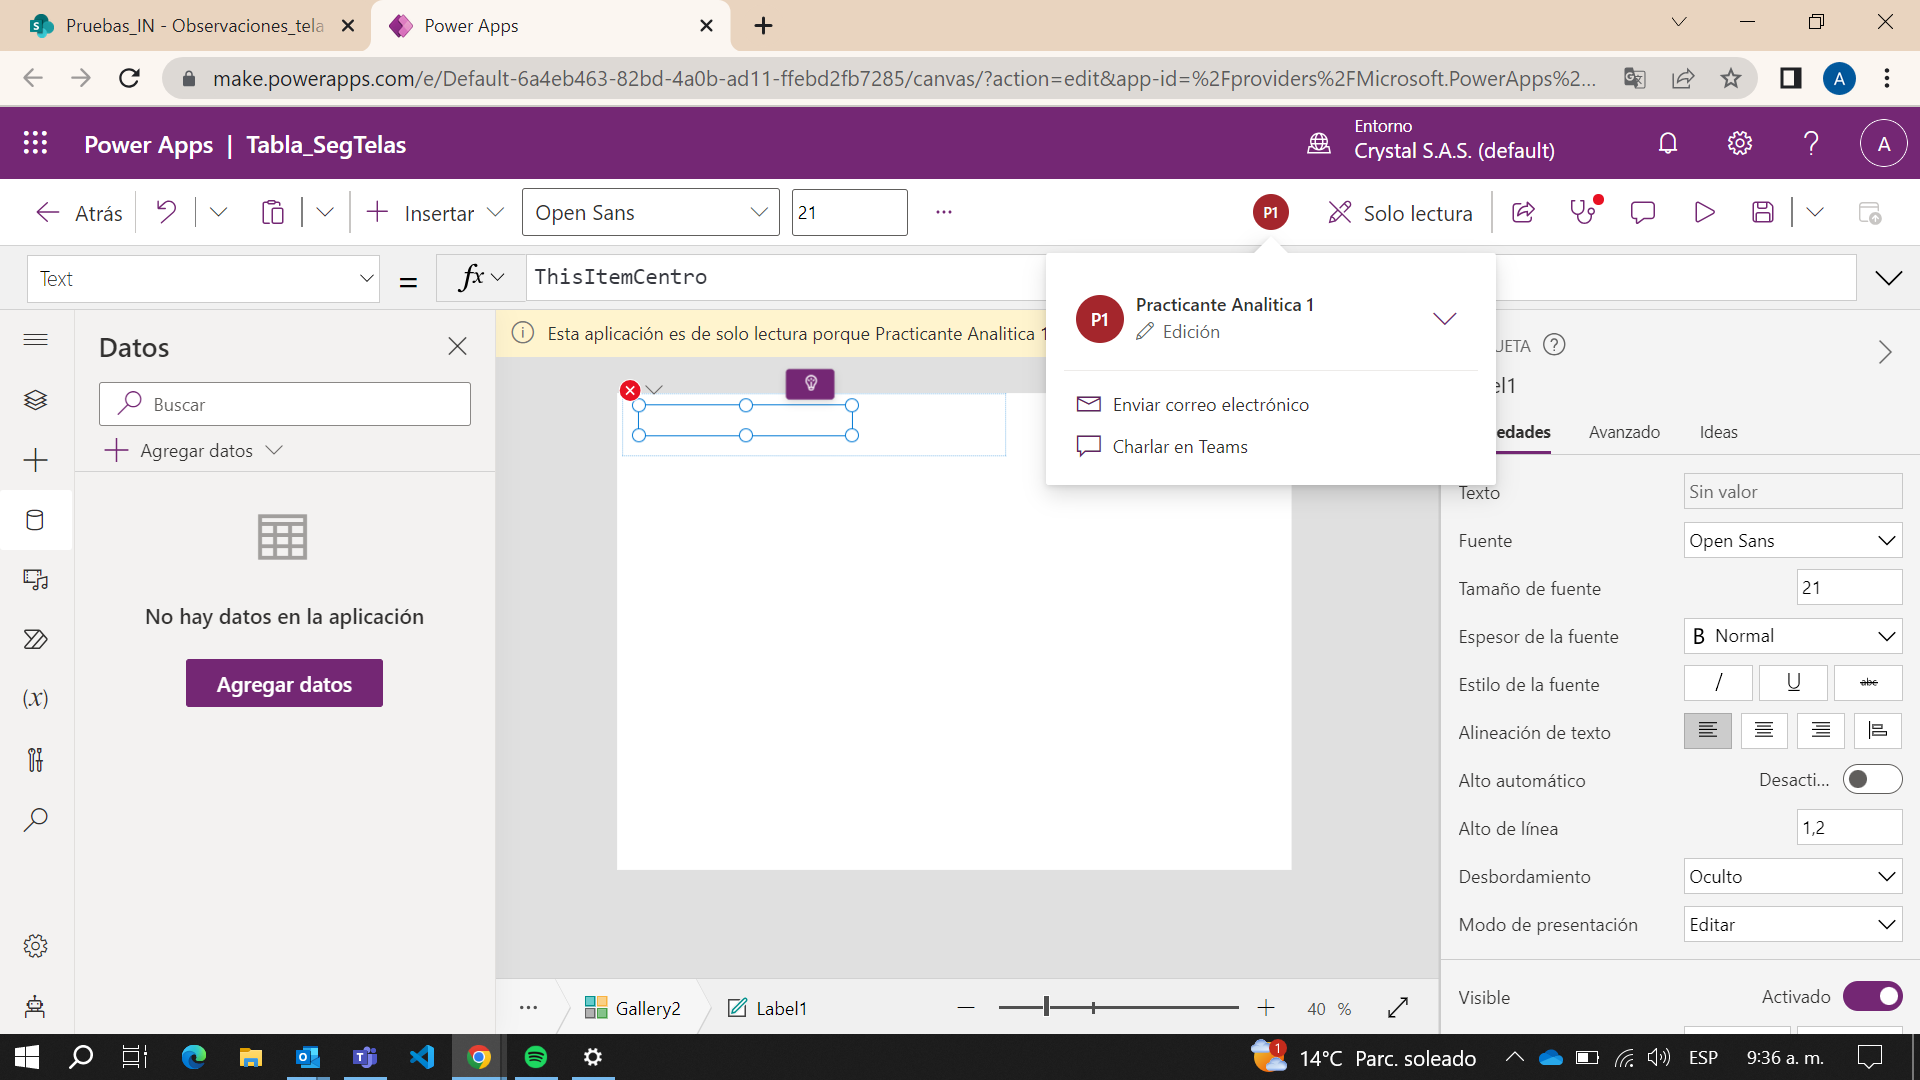 Pruebas_IN - Observaciones_tela
Power Apps
make.powerapps.com/e/Default-6a4eb463-82bd-4a0b-ad11-ffebd2fb7285/canvas/?action=edit&app-id=%2Fproviders%2FMicrosoft.PowerApps%2...
A
Power Apps | Tabla_SegTelas
Entorno
Crystal S.A.S. (default)
A
Atrás
Insertar
Open Sans
21
P1
Solo lectura
Text
=
fx
ThisItemCentro
P1
Practicante Analitica 1
Edición
Enviar correo electrónico
Charlar en Teams
Datos
Buscar
Agregar datos
No hay datos en la aplicación
Agregar datos
Esta aplicación es de solo lectura porque Practicante Analitica 1
UETA
el1
edades
Avanzado
Ideas
Texto
Sin valor
Fuente
Open Sans
Tamaño de fuente
21
Espesor de la fuente
B Normal
Estilo de la fuente
/ U abc
Alineación de texto
Alto automático
Desacti...
Alto de línea
1,2
Desbordamiento
Oculto
Modo de presentación
Editar
Visible
Activado
(x)
Gallery2
Label1
40 %
1
14°C Parc. soleado
ESP
9:36 a. m.